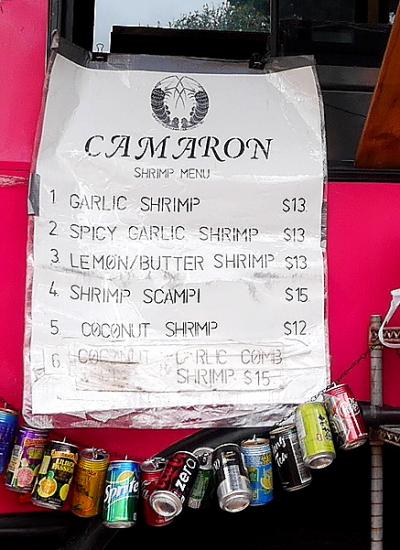 CAMARON
SHRIMP MENU
1 GARLIC SHRIMP $13
2 SPICY GARLIC SHRIMP $13
3 LEMON/BUTTER SHRIMP $13
4 SHRIMP SCAMPI $15
5 COCONUT SHRIMP $12
6 COCONUT GARLIC COMB
SHRIMP $15
Sprite
zero